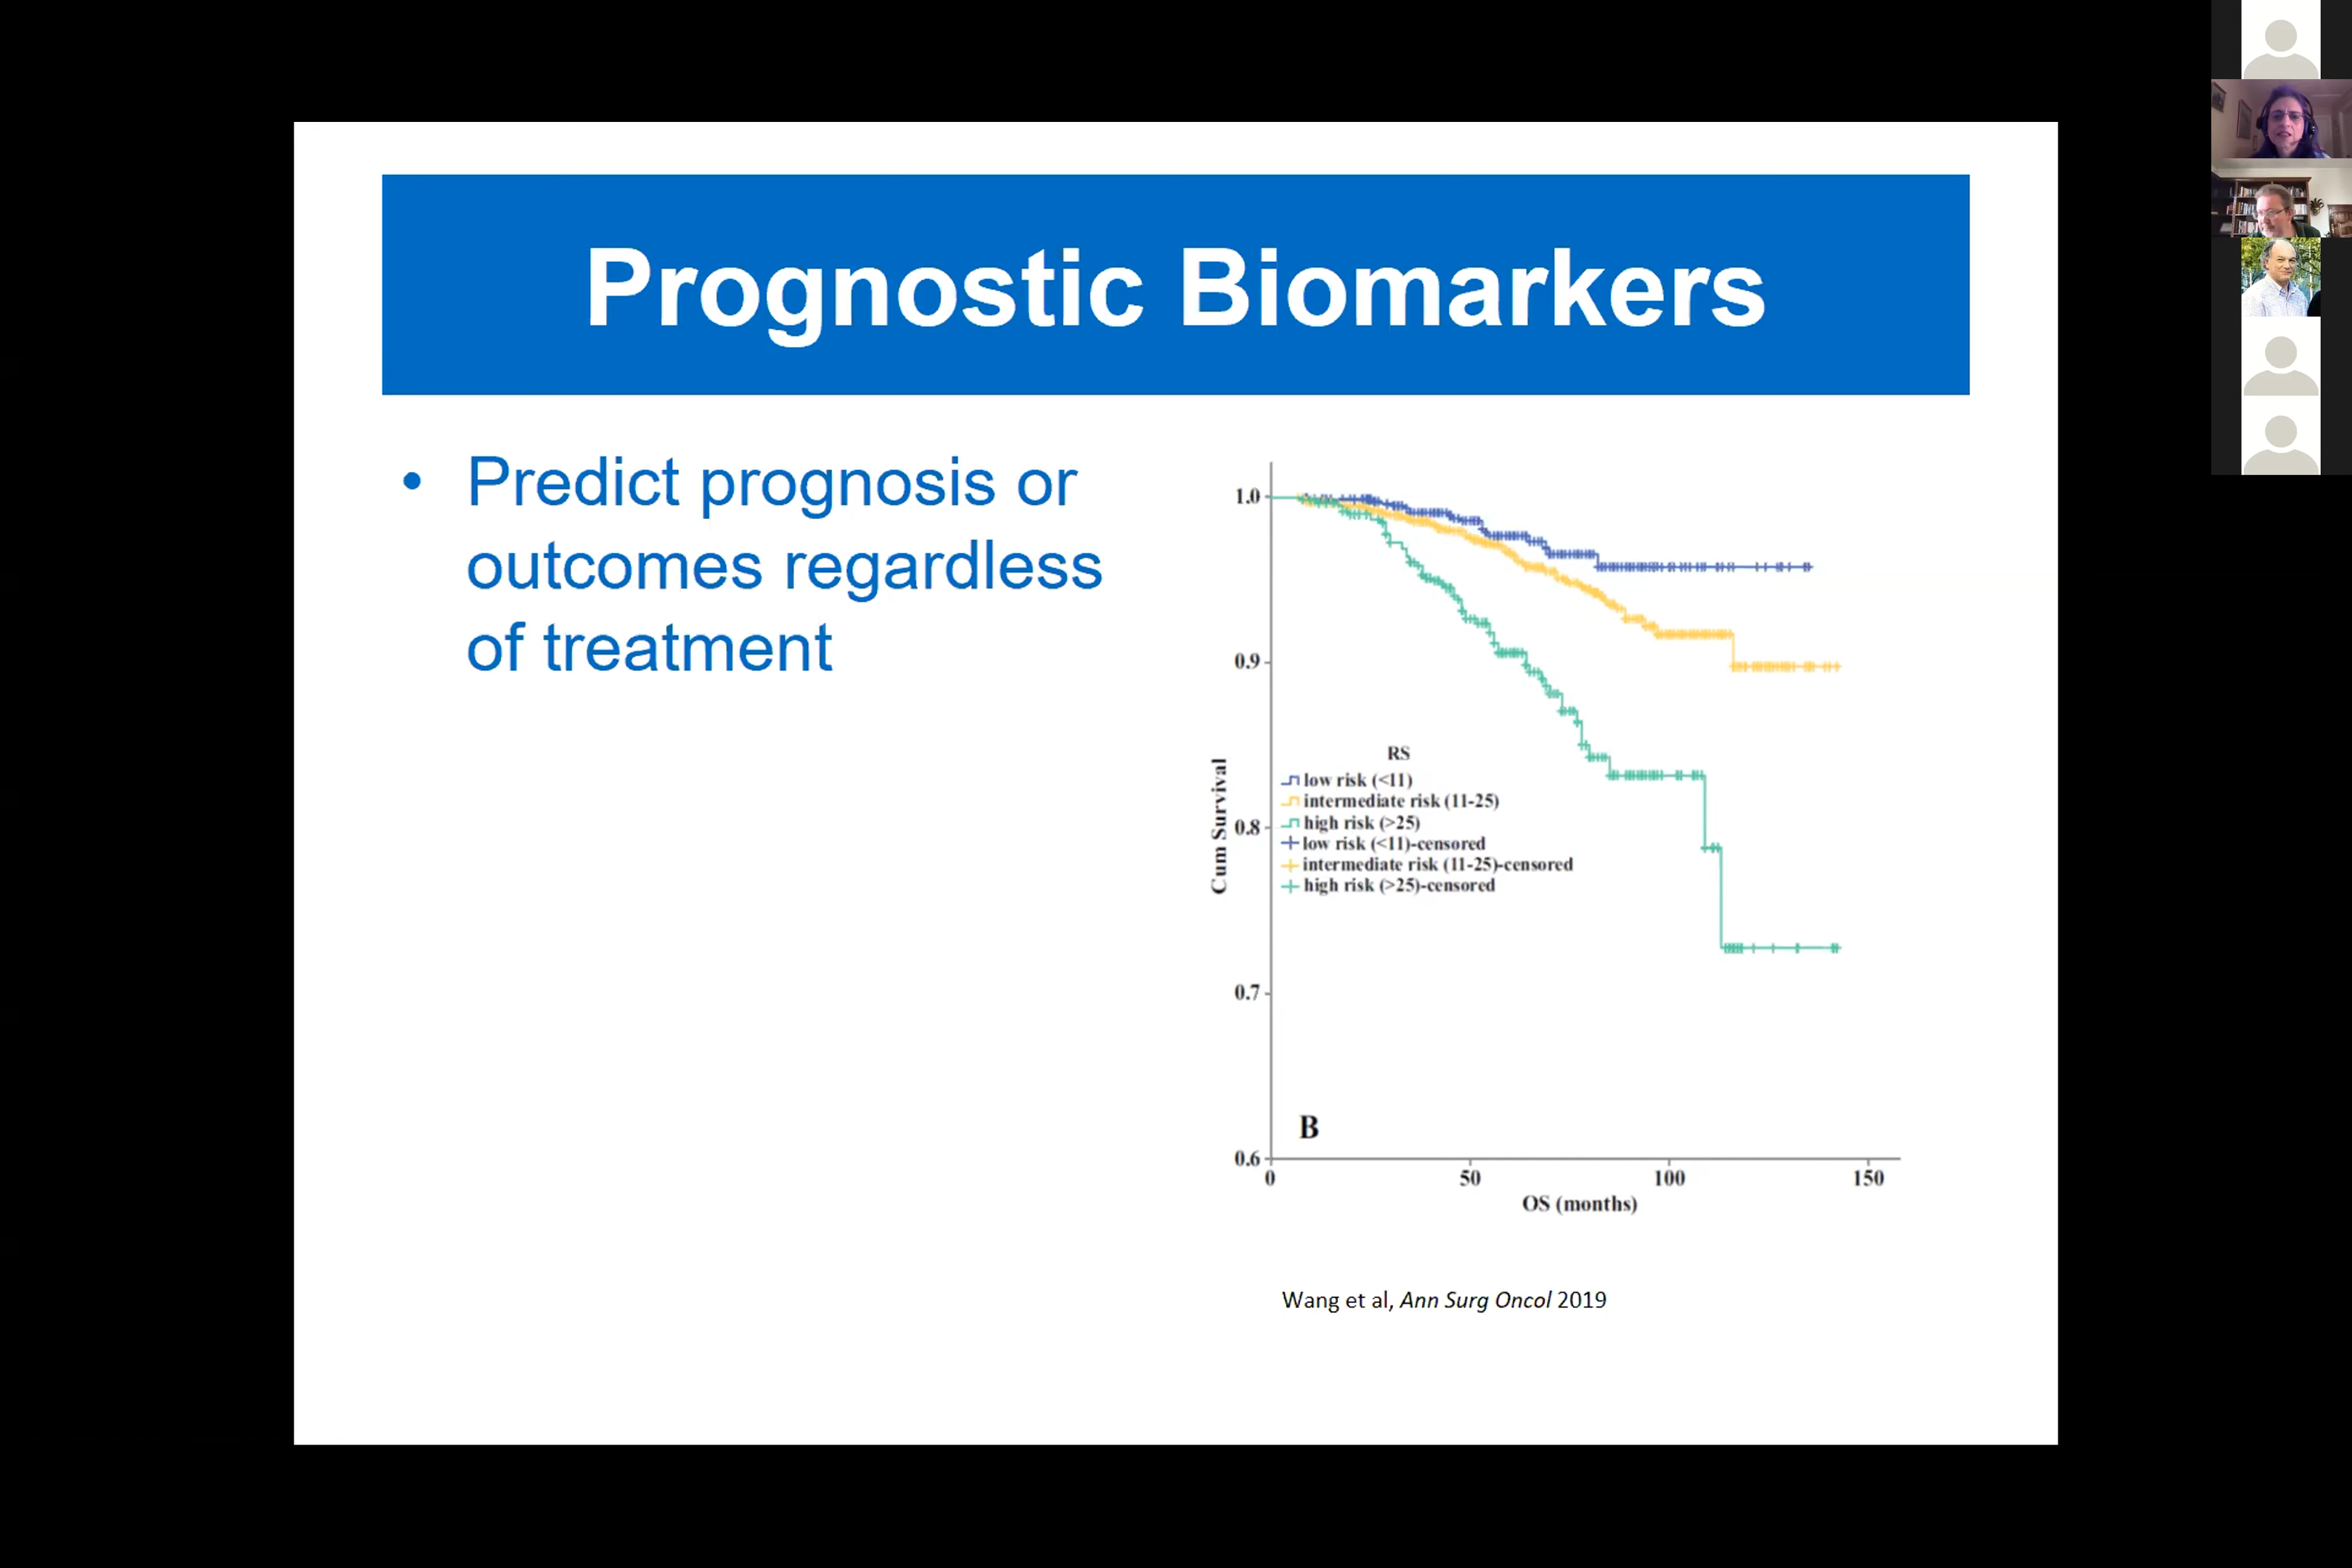 Prognostic Biomarkers
• Predict prognosis or
outcomes regardless
of treatment
1.0
0.9
0.8
0.7
0.6
Cum Survival
RS
low risk (<11)
intermediate risk (11-25)
high risk (>25)
low risk (<11)-censored
intermediate risk (11-25)-censored
high risk (>25)-censored
B
0 50 100 150
OS (months)
Wang et al, Ann Surg Oncol 2019